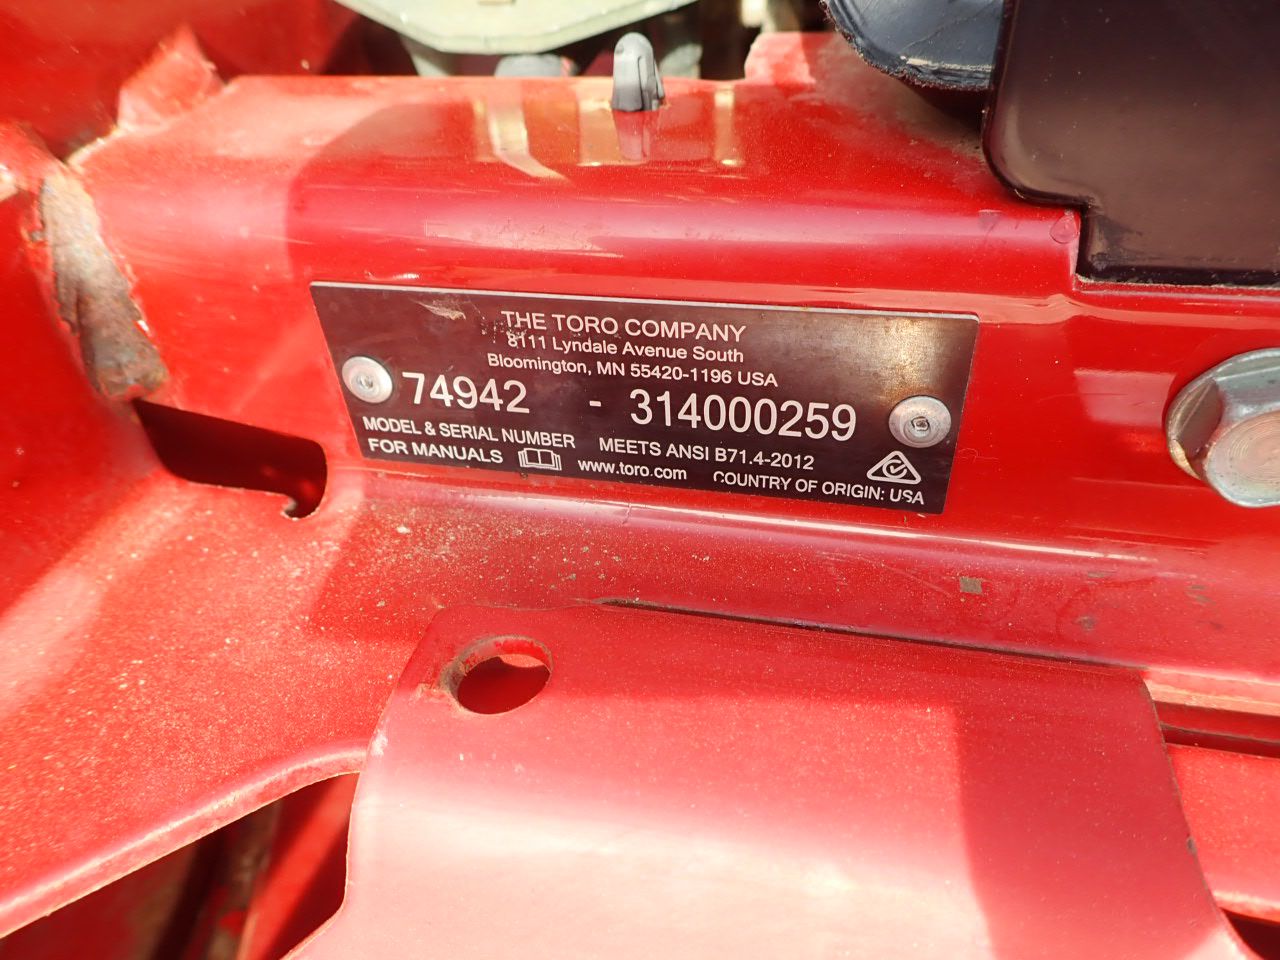 THE TORO COMPANY
8111 Lyndale Avenue South
Bloomington, MN 55420-1196 USA
74942 - 314000259
MODEL & SERIAL NUMBER MEETS ANSI B71.4-2012
FOR MANUALS www.toro.com COUNTRY OF ORIGIN: USA